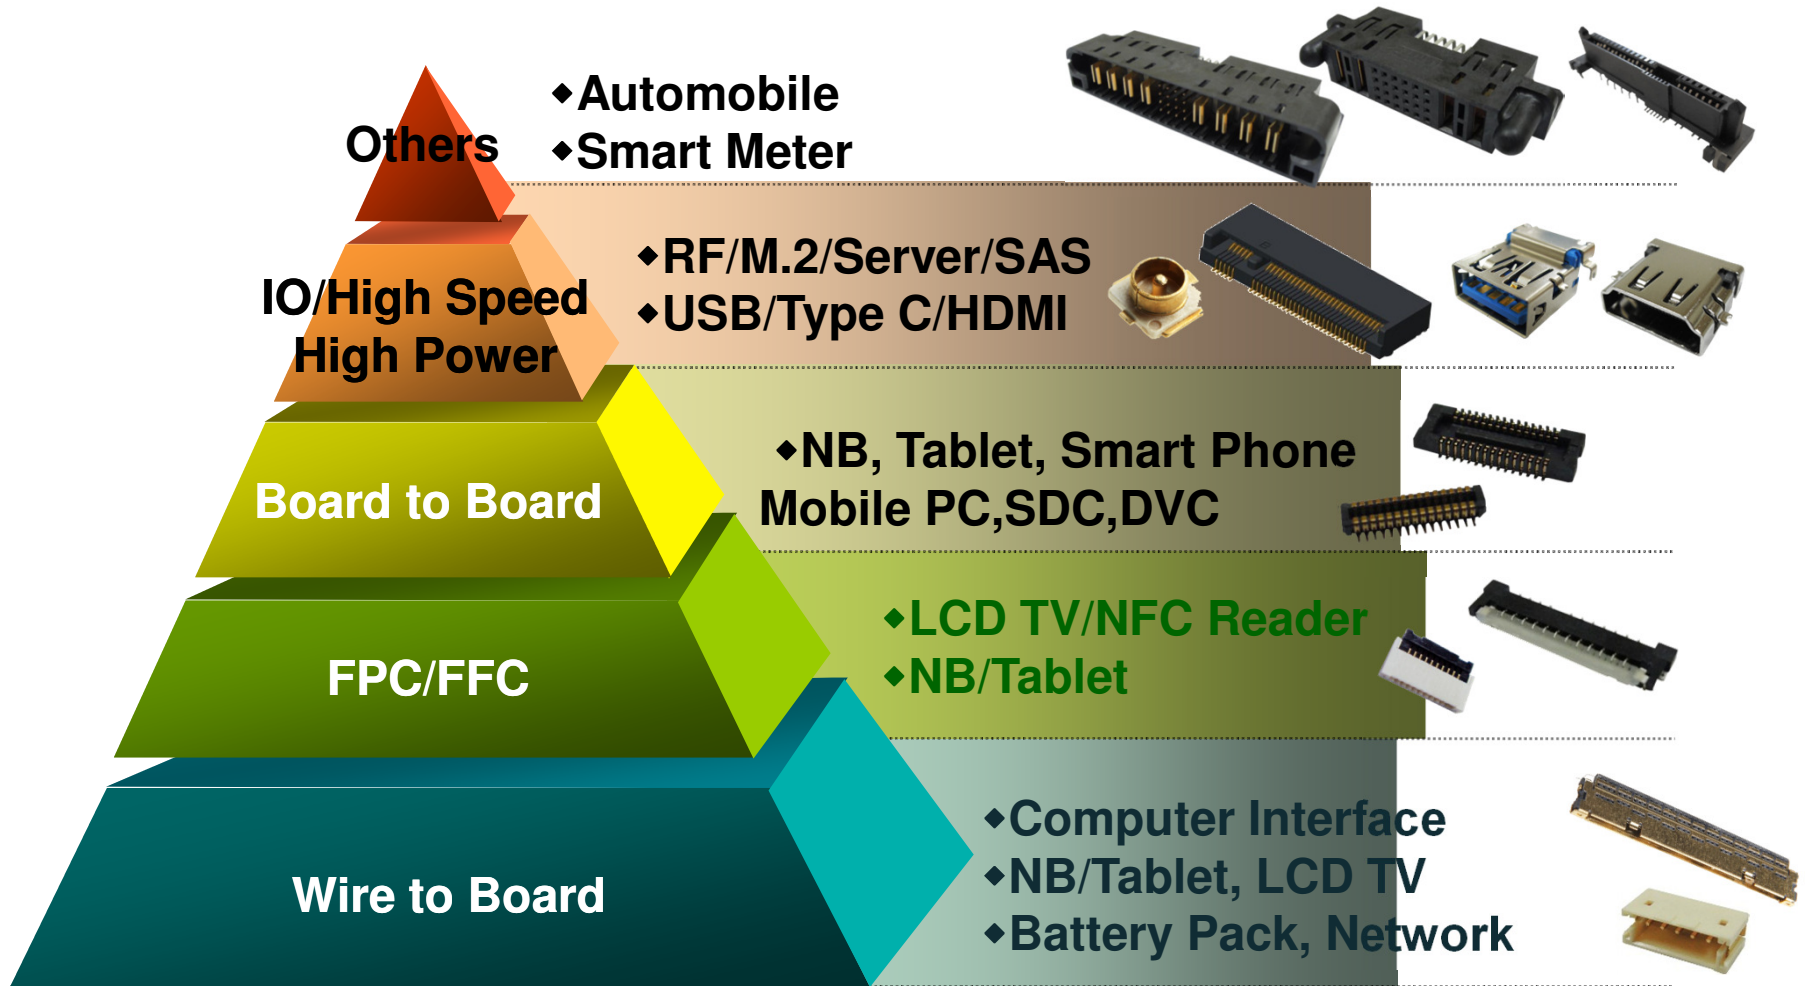 Others
◆Automobile
◆Smart Meter
IO/High Speed
High Power
◆RF/M.2/Server/SAS
◆USB/Type C/HDMI
Board to Board
◆NB, Tablet, Smart Phone
Mobile PC,SDC,DVC
FPC/FFC
◆LCD TV/NFC Reader
◆NB/Tablet
Wire to Board
◆Computer Interface
◆NB/Tablet, LCD TV
◆Battery Pack, Network